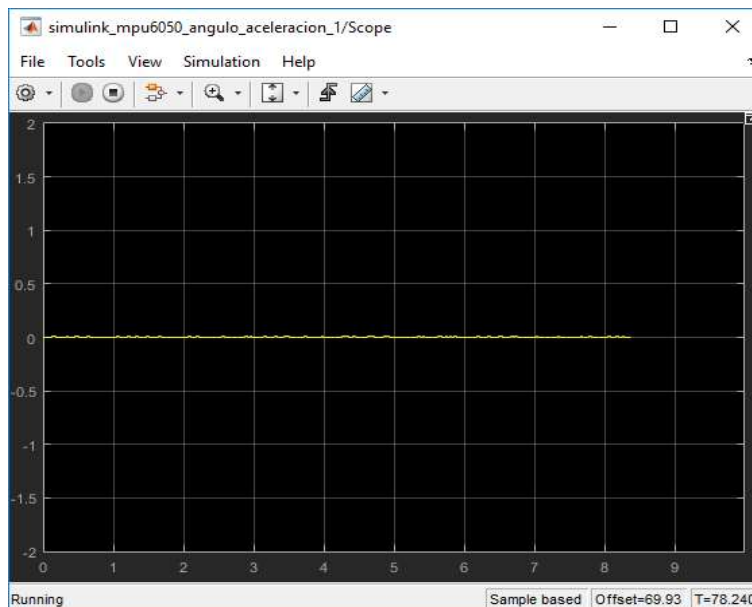 simulink_mpu6050_angulo_aceleracion_1/Scope
File Tools View Simulation Help
2
1.5
1
0.5
0
-0.5
-1
-1.5
-2
0 1 2 3 4 5 6 7 8 9
Running Sample based Offset=69.93 T=78.240